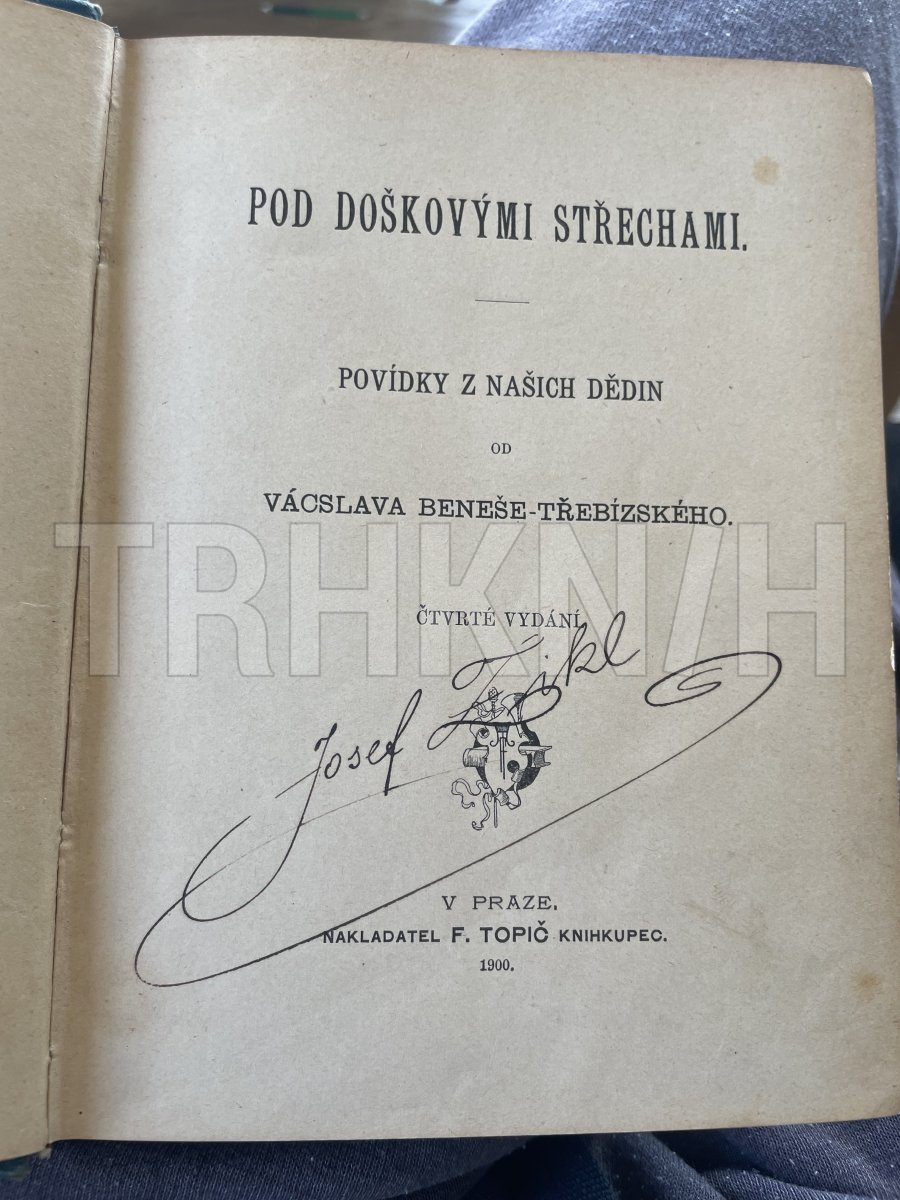 POD DOŠKOVÝMI STŘECHAMI.
POVÍDKY Z NAŠICH DĚDIN
OD
VÁCSLAVA BENEŠE-TŘEBÍZSKÉHO.
TRHKNIH
ČTVRTÉ VYDÁNÍ
Josef Zikl
V PRAZE.
NAKLADATEL F. TOPIČ KNIHKUPEC.
1900.